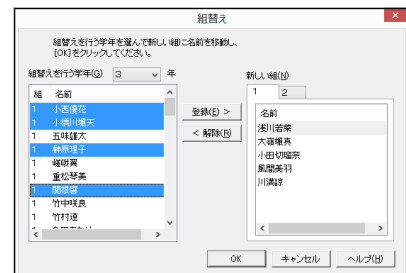 組替え
組替えを行う学年を選んで新しい組に名前を移動し、
[OK]をクリックしてください。
組替えを行う学年(G) 3 年
新しい組(N)
1 2
組 名前
1 小西優花
1 小橋川颯天
1 五味雄太
1 榊原理子
1 嵯峨翼
1 重松琴美
1 関根響
1 竹中咲良
1 竹村遼
登録(E) >
< 解除(R)
名前
浅川若菜
大嶺颯真
小田切瑠奈
風間美羽
川満諒
OK キャンセル ヘルプ(H)